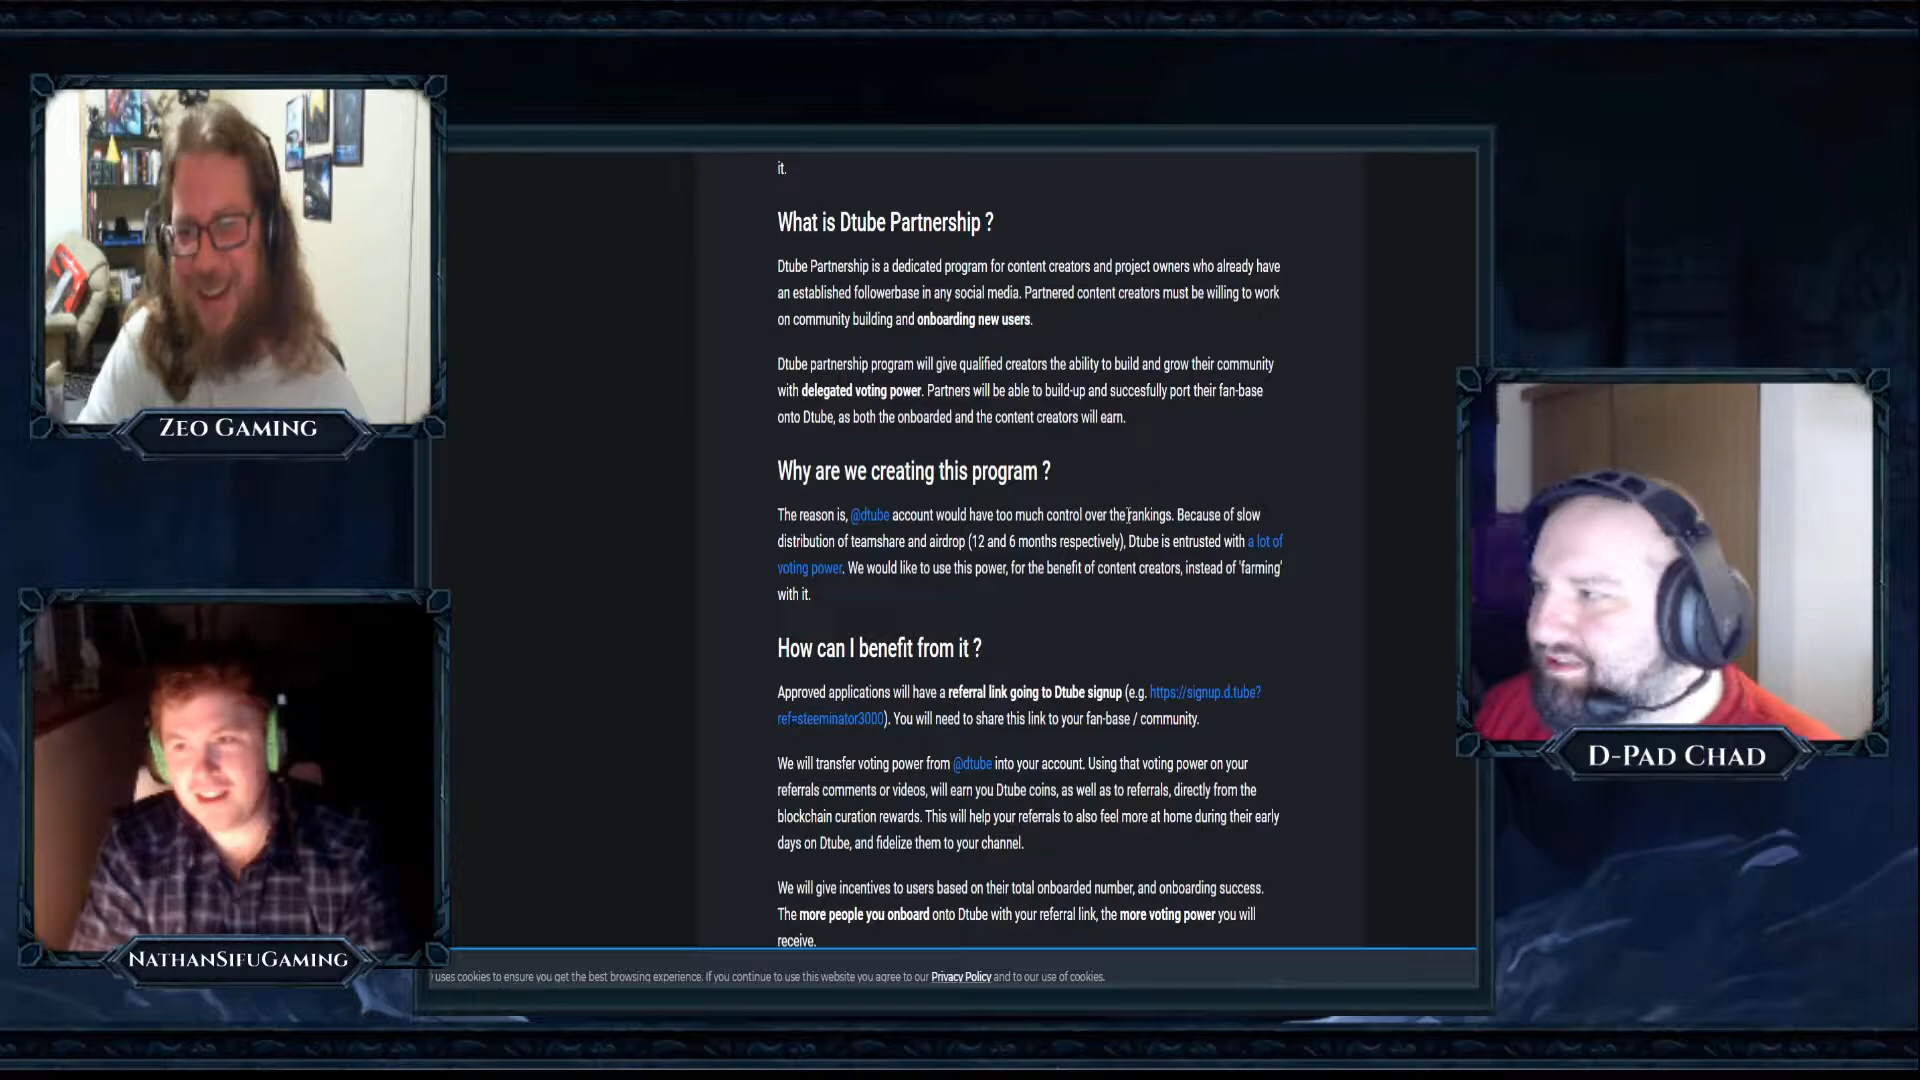 it.
What is Dtube Partnership ?
Dtube Partnership is a dedicated program for content creators and project owners who already have
an established followerbase in any social media. Partnered content creators must be willing to work
on community building and onboarding new users.
Dtube partnership program will give qualified creators the ability to build and grow their community
with delegated voting power. Partners will be able to build-up and succesfully port their fan-base
onto Dtube, as both the onboarded and the content creators will earn.
Why are we creating this program ?
The reason is, @dtube account would have too much control over the rankings. Because of slow
distribution of teamshare and airdrop (12 and 6 months respectively), Dtube is entrusted with a lot of
voting power. We would like to use this power, for the benefit of content creators, instead of 'farming'
with it.
How can I benefit from it ?
Approved applications will have a referral link going to Dtube signup (e.g. https://signup.d.tube?
ref=steeminator3000). You will need to share this link to your fan-base / community.
We will transfer voting power from @dtube into your account. Using that voting power on your
referrals comments or videos, will earn you Dtube coins, as well as to referrals, directly from the
blockchain curation rewards. This will help your referrals to also feel more at home during their early
days on Dtube, and fidelize them to your channel.
We will give incentives to users based on their total onboarded number, and onboarding success.
The more people you onboard onto Dtube with your referral link, the more voting power you will
receive.
uses cookies to ensure you get the best browsing experience. If you continue to use this website you agree to our Privacy Policy and to our use of cookies.
Zeo Gaming
NathanSifuGaming
D-Pad Chad